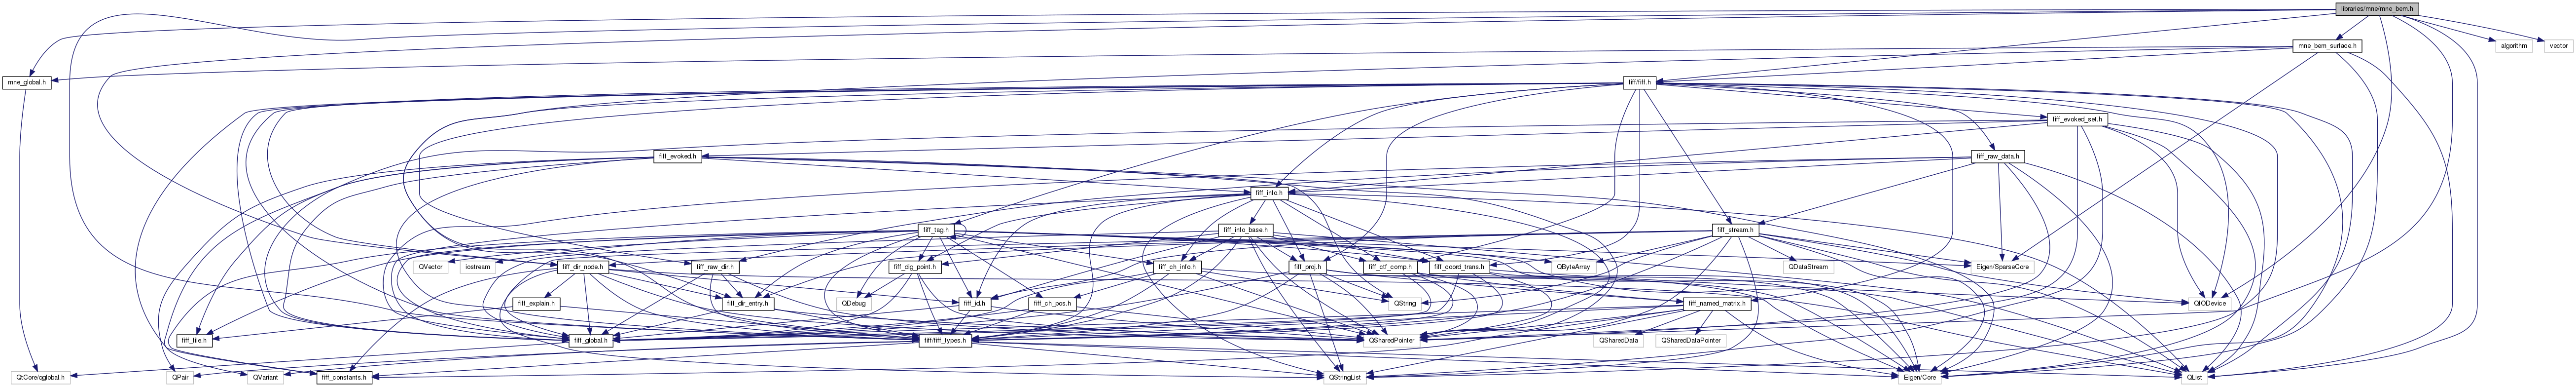 libraries/mne/mne_bem.h
mne_bem_surface.h
algorithm
vector
mne_global.h
fiff/fiff.h
fiff_evoked_set.h
fiff_evoked.h
fiff_raw_data.h
fiff_info.h
fiff_tag.h
fiff_info_base.h
fiff_stream.h
QVector
iostream
fiff_dir_node.h
fiff_raw_dir.h
fiff_dig_point.h
fiff_ch_info.h
fiff_proj.h
fiff_ctf_comp.h
fiff_coord_trans.h
QByteArray
QDataStream
Eigen/SparseCore
fiff_explain.h
fiff_dir_entry.h
QDebug
fiff_id.h
fiff_ch_pos.h
QString
fiff_named_matrix.h
QIODevice
fiff_file.h
fiff_global.h
fiff/fiff_types.h
QSharedPointer
QSharedData
QSharedDataPointer
QtCore/qglobal.h
QPair
QVariant
fiff_constants.h
QStringList
Eigen/Core
QList